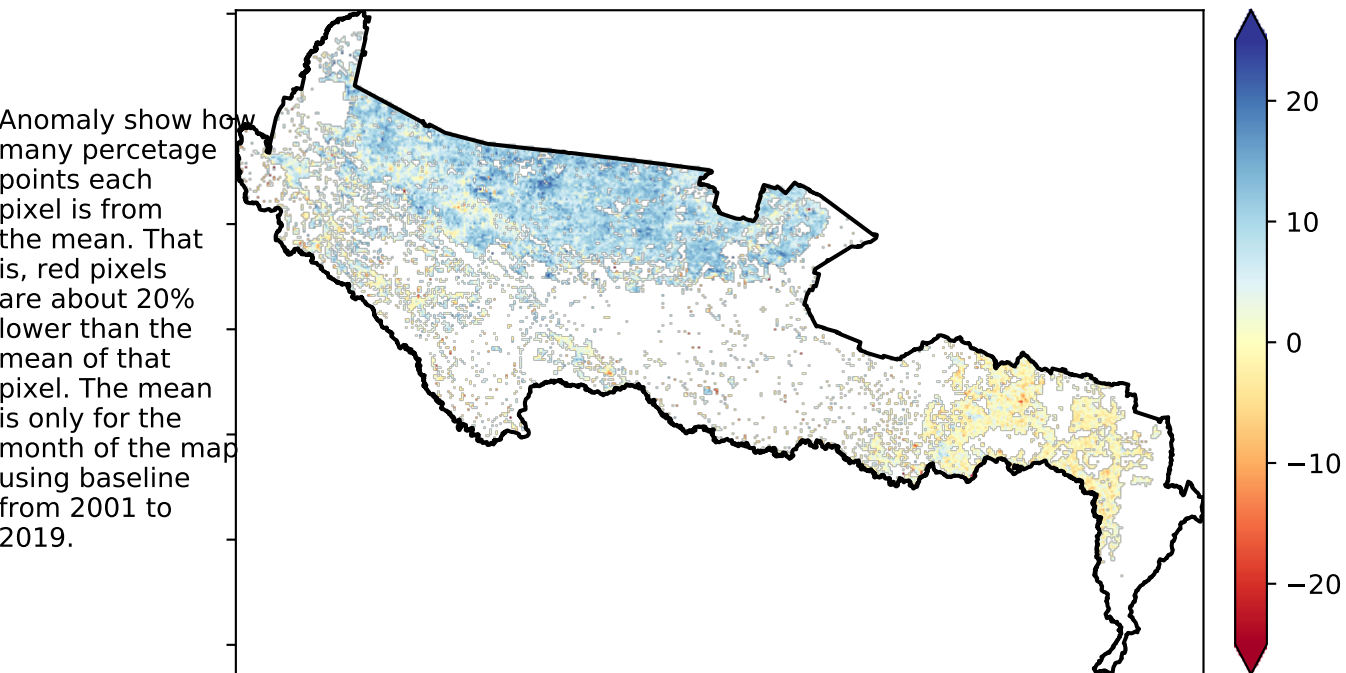 Anomaly show how
many percetage
points each
pixel is from
the mean. That
is, red pixels
are about 20%
lower than the
mean of that
pixel. The mean
is only for the
month of the map
using baseline
from 2001 to
2019.
20
10
0
−10
−20